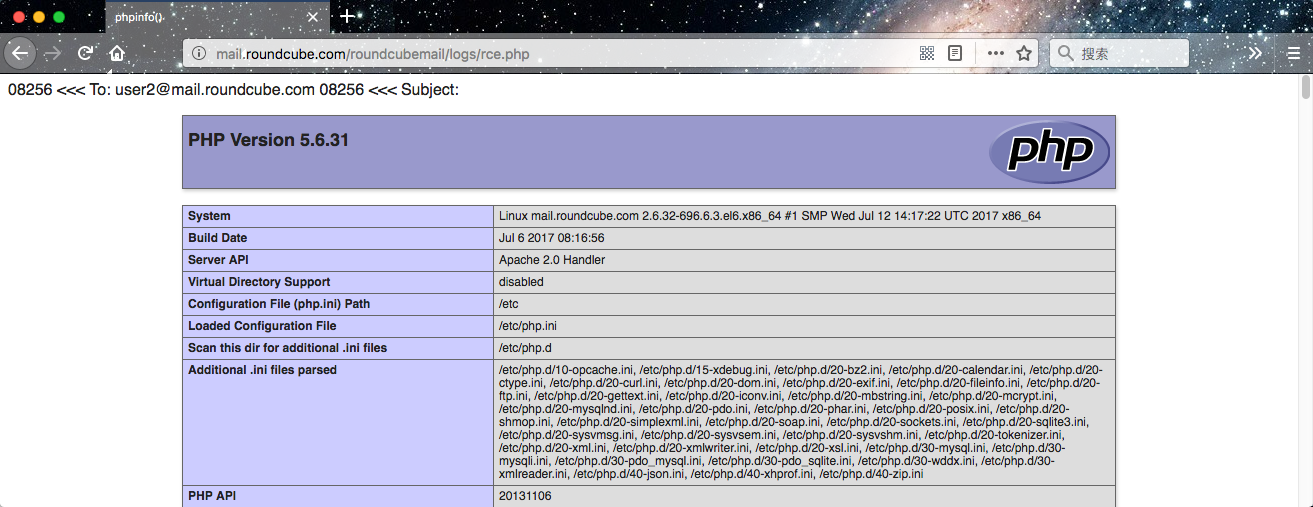 phpinfo()
mail.roundcube.com/roundcubemail/logs/rce.php
搜索
08256 <<< To: user2@mail.roundcube.com 08256 <<< Subject:
PHP Version 5.6.31
php
System Linux mail.roundcube.com 2.6.32-696.6.3.el6.x86_64 #1 SMP Wed Jul 12 14:17:22 UTC 2017 x86_64
Build Date Jul 6 2017 08:16:56
Server API Apache 2.0 Handler
Virtual Directory Support disabled
Configuration File (php.ini) Path /etc
Loaded Configuration File /etc/php.ini
Scan this dir for additional .ini files /etc/php.d
Additional .ini files parsed /etc/php.d/10-opcache.ini, /etc/php.d/15-xdebug.ini, /etc/php.d/20-bz2.ini, /etc/php.d/20-calendar.ini, /etc/php.d/20-
ctype.ini, /etc/php.d/20-curl.ini, /etc/php.d/20-dom.ini, /etc/php.d/20-exif.ini, /etc/php.d/20-fileinfo.ini, /etc/php.d/20-
ftp.ini, /etc/php.d/20-gettext.ini, /etc/php.d/20-iconv.ini, /etc/php.d/20-mbstring.ini, /etc/php.d/20-mcrypt.ini,
/etc/php.d/20-mysqlnd.ini, /etc/php.d/20-pdo.ini, /etc/php.d/20-phar.ini, /etc/php.d/20-posix.ini, /etc/php.d/20-
shmop.ini, /etc/php.d/20-simplexml.ini, /etc/php.d/20-soap.ini, /etc/php.d/20-sockets.ini, /etc/php.d/20-sqlite3.ini,
/etc/php.d/20-sysvmsg.ini, /etc/php.d/20-sysvsem.ini, /etc/php.d/20-sysvshm.ini, /etc/php.d/20-tokenizer.ini,
/etc/php.d/20-xml.ini, /etc/php.d/20-xmlwriter.ini, /etc/php.d/20-xsl.ini, /etc/php.d/30-mysql.ini, /etc/php.d/30-
mysqli.ini, /etc/php.d/30-pdo_mysql.ini, /etc/php.d/30-pdo_sqlite.ini, /etc/php.d/30-wddx.ini, /etc/php.d/30-
xmlreader.ini, /etc/php.d/40-json.ini, /etc/php.d/40-xhprof.ini, /etc/php.d/40-zip.ini
PHP API 20131106